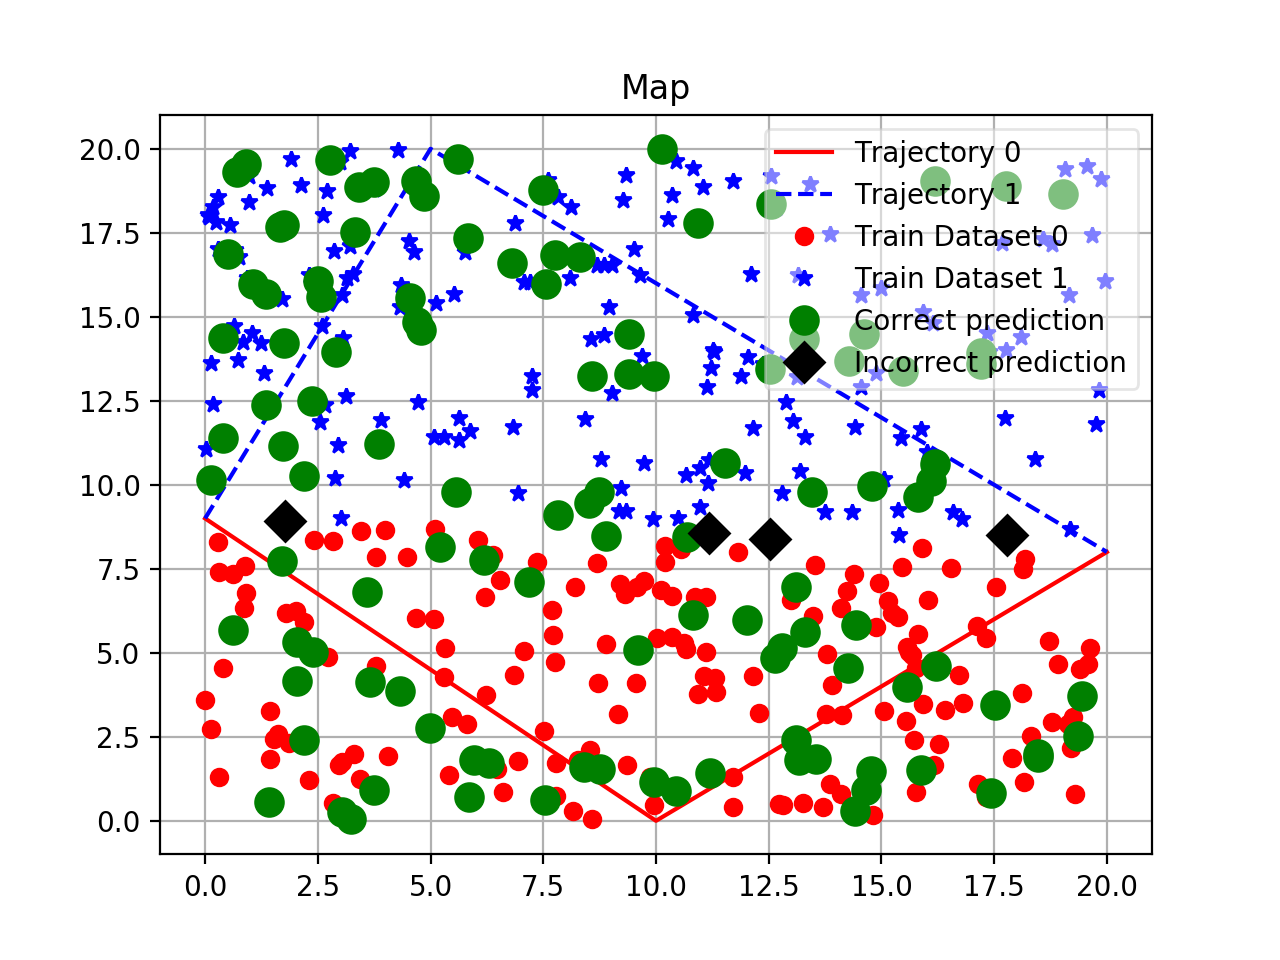 Map
Trajectory 0
Trajectory 1
Train Dataset 0
Train Dataset 1
Correct prediction
Incorrect prediction
20.0
17.5
15.0
12.5
10.0
7.5
5.0
2.5
0.0
0.0 2.5 5.0 7.5 10.0 12.5 15.0 17.5 20.0